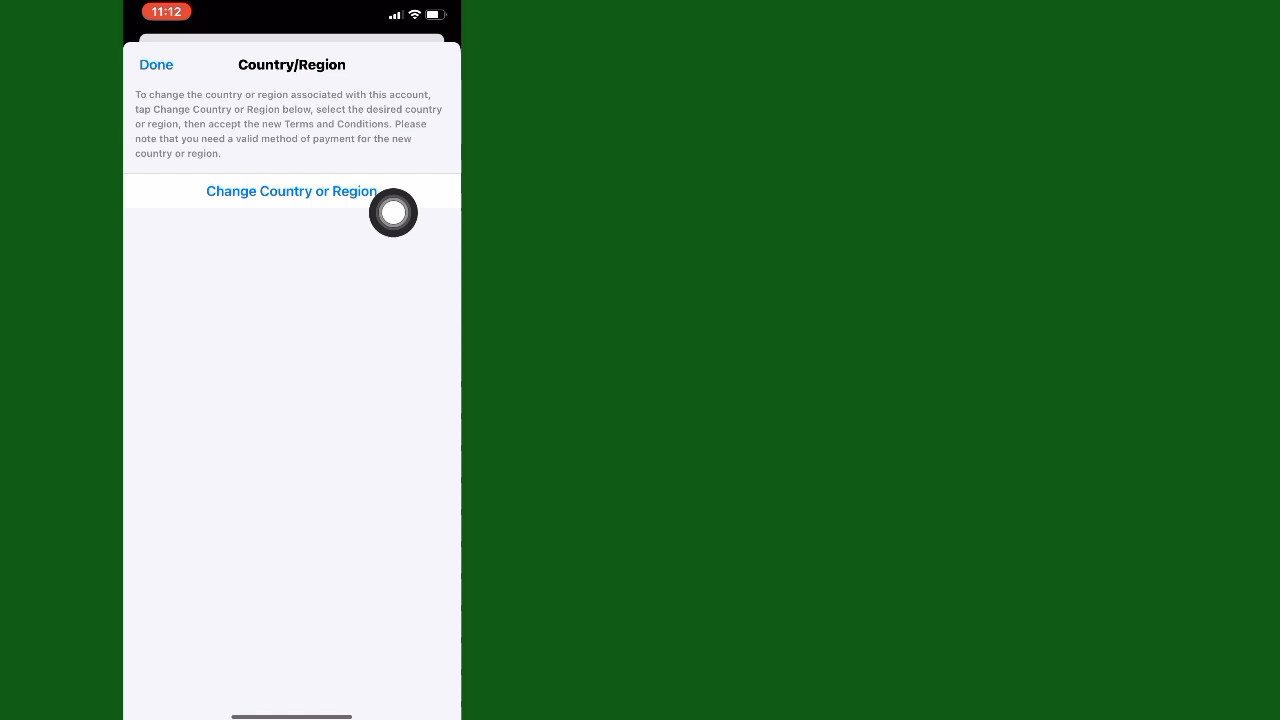 11:12
Done
Country/Region
To change the country or region associated with this account,
tap Change Country or Region below, select the desired country
or region, then accept the new Terms and Conditions. Please
note that you need a valid method of payment for the new
country or region.
Change Country or Region